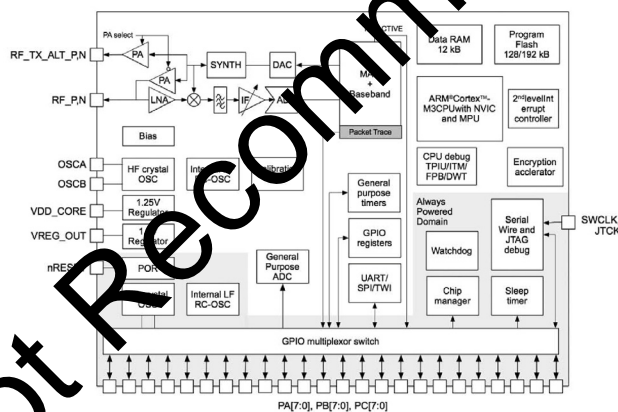 PA select
TX_ACTIVE
RF_TX_ALT_P,N
PA
PA
RF_P,N
LNA
SYNTH
DAC
IF
MAC
+
Baseband
Packet Trace
Data RAM
12 kB
Program
Flash
128/192 kB
ARM®Cortex™-
M3CPUwith NVIC
and MPU
2ndlevelInt
errupt
controller
Bias
OSCA
OSCB
HF crystal
OSC
CPU debug
TPIU/ITM/
FPB/DWT
Encryption
acclerator
VDD_CORE
1.25V
Regulator
VREG_OUT
Regulator
nRESET
POR
General
purpose
timers
GPIO
registers
UART/
SPI/TWI
General
Purpose
ADC
Internal LF
RC-OSC
Always
Powered
Domain
Watchdog
Serial
Wire and
JTAG
debug
SWCLK
JTCK
Chip
manager
Sleep
timer
GPIO multiplexor switch
PA[7:0], PB[7:0], PC[7:0]